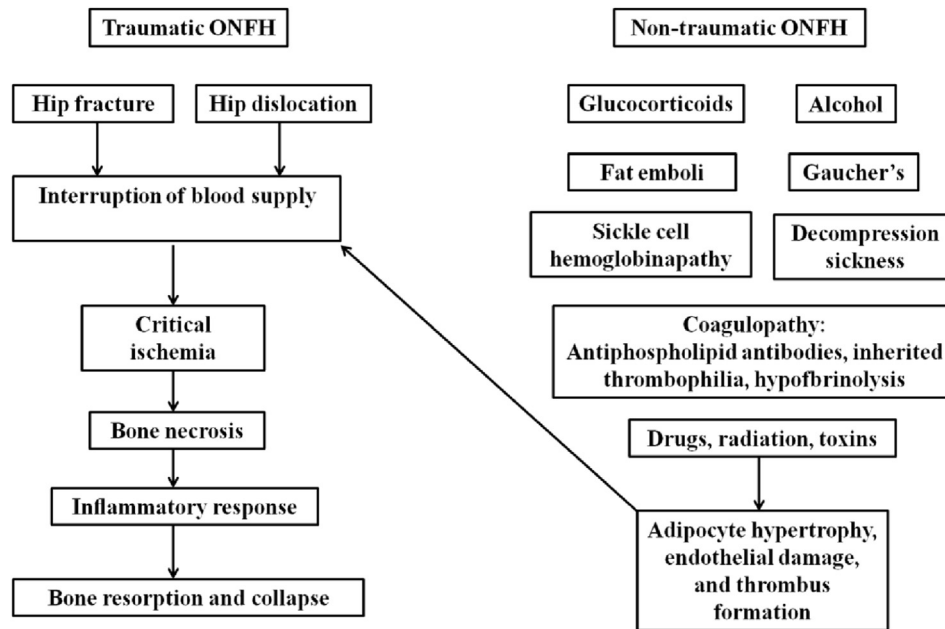 Traumatic ONFH
Hip fracture
Hip dislocation
Interruption of blood supply
Critical
ischemia
Bone necrosis
Inflammatory response
Bone resorption and collapse
Non-traumatic ONFH
Glucocorticoids
Alcohol
Fat emboli
Gaucher's
Sickle cell
hemoglobinapathy
Decompression
sickness
Coagulopathy:
Antiphospholipid antibodies, inherited
thrombophilia, hypofbrinolysis
Drugs, radiation, toxins
Adipocyte hypertrophy,
endothelial damage,
and thrombus
formation